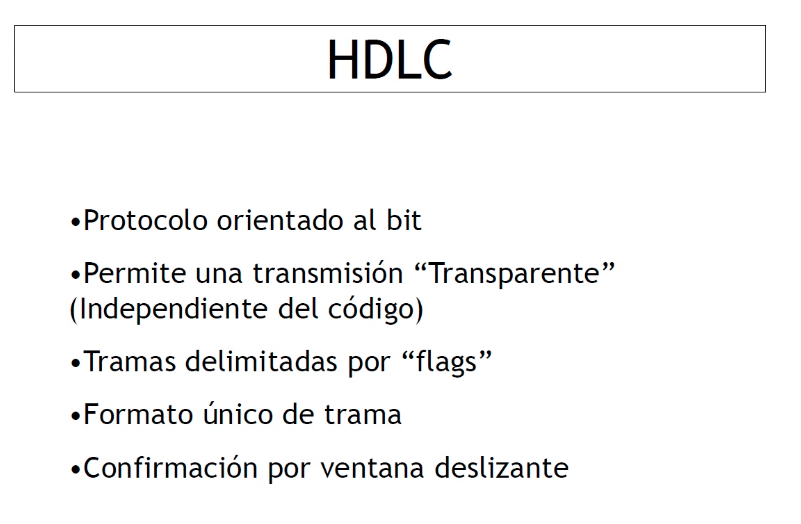 HDLC
•Protocolo orientado al bit
•Permite una transmisión “Transparente”
(Independiente del código)
•Tramas delimitadas por “flags”
•Formato único de trama
•Confirmación por ventana deslizante